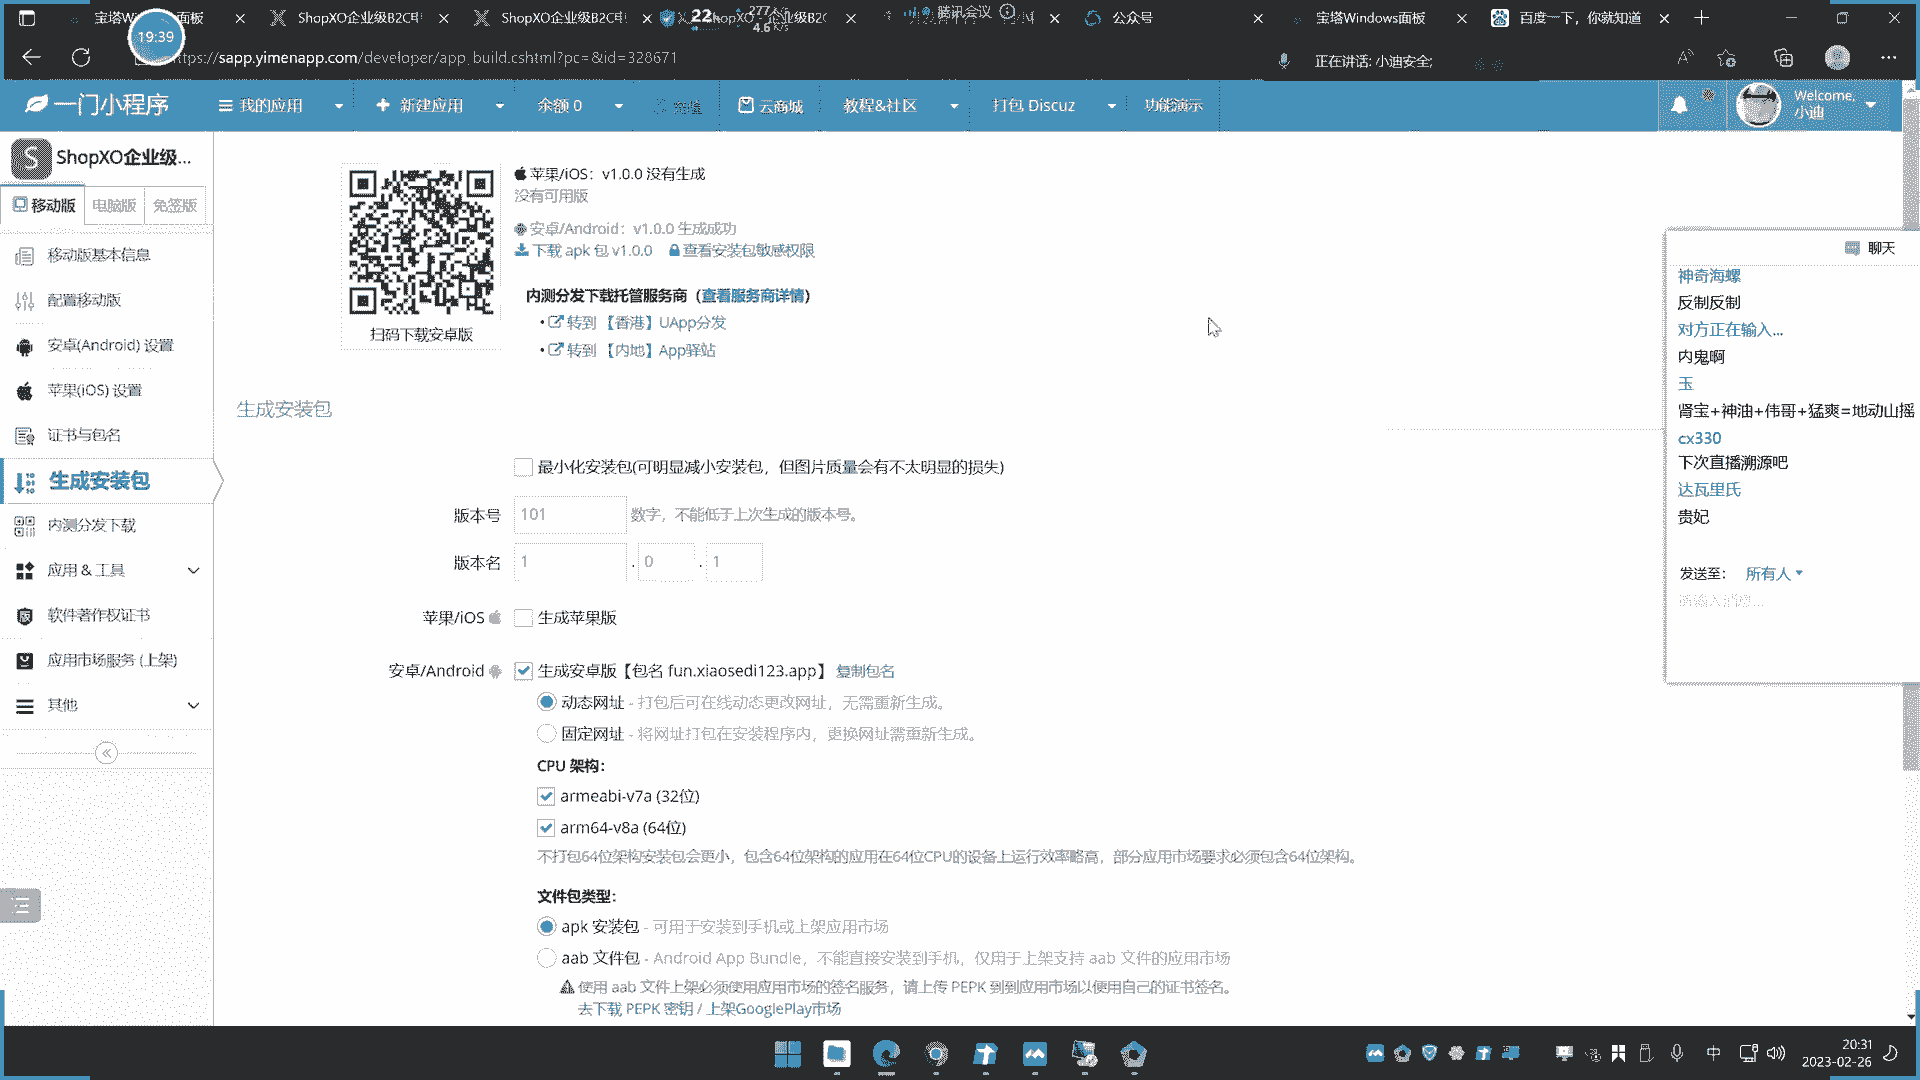 宝塔Wi
面板
ShopXO企业级B2C电
ShopXO企业级B2C电
22
腾讯会议
公众号
宝塔Windows面板
百度一下，你就知道
19:39
ttps://sapp.yimenapp.com/developer/app_build.cshtml?pc=&id=328671
正在讲话: 小迪安全;
一门小程序
我的应用
新建应用
余额 0
充值
云商城
教程&社区
打包 Discuz
功能演示
Welcome,
小迪
ShopXO企业级...
移动版
电脑版
免签版
移动版基本信息
配置移动版
安卓(Android) 设置
苹果(iOS) 设置
证书与包名
生成安装包
内测分发下载
应用 & 工具
软件著作权证书
应用市场服务 (上架)
其他
扫码下载安卓版
苹果/iOS：v1.0.0 没有生成
没有可用版
安卓/Android：v1.0.0 生成成功
下载 apk 包 v1.0.0
查看安装包敏感权限
内测分发下载托管服务商（查看服务商详情）
转到 【香港】UApp分发
转到 【内地】App驿站
生成安装包
最小化安装包(可明显减小安装包，但图片质量会有不太明显的损失)
版本号
101
数字，不能低于上次生成的版本号。
版本名
1 . 0 . 1
苹果/iOS
生成苹果版
安卓/Android
生成安卓版【包名 fun.xiaosedi123.app】 复制包名
动态网址 - 打包后可在线动态更改网址，无需重新生成。
固定网址 - 将网址打包在安装程序内，更换网址需重新生成。
CPU 架构：
armeabi-v7a (32位)
arm64-v8a (64位)
不打包64位架构安装包会更小，包含64位架构的应用在64位CPU的设备上运行效率略高，部分应用市场要求必须包含64位架构。
文件包类型：
apk 安装包 - 可用于安装到手机或上架应用市场
aab 文件包 - Android App Bundle，不能直接安装到手机，仅用于上架支持 aab 文件的应用市场
使用 aab 文件上架必须使用应用市场的签名服务，请上传 PEPK 到到应用市场以使用自己的证书签名。
去下载 PEPK 密钥 / 上架GooglePlay市场
聊天
神奇海螺
反制反制
对方正在输入...
内鬼啊
玉
肾宝+神油+伟哥+猛爽=地动山摇
cx330
下次直播溯源吧
达瓦里氏
贵妃
发送至：
所有人
请输入消息...
中
20:31
2023-02-26